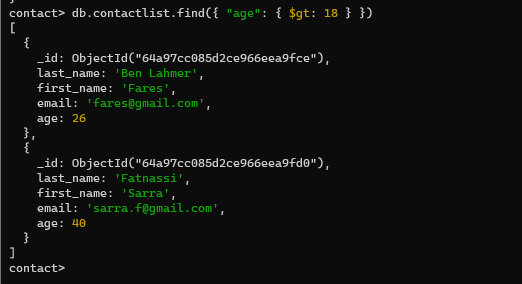 contact> db.contactlist.find({ "age": { $gt: 18 } })
[
  {
    _id: ObjectId("64a97cc085d2ce966eea9fce"),
    last_name: 'Ben Lahmer',
    first_name: 'Fares',
    email: 'fares@gmail.com',
    age: 26
  },
  {
    _id: ObjectId("64a97cc085d2ce966eea9fd0"),
    last_name: 'Fatnassi',
    first_name: 'Sarra',
    email: 'sarra.f@gmail.com',
    age: 40
  }
]
contact>